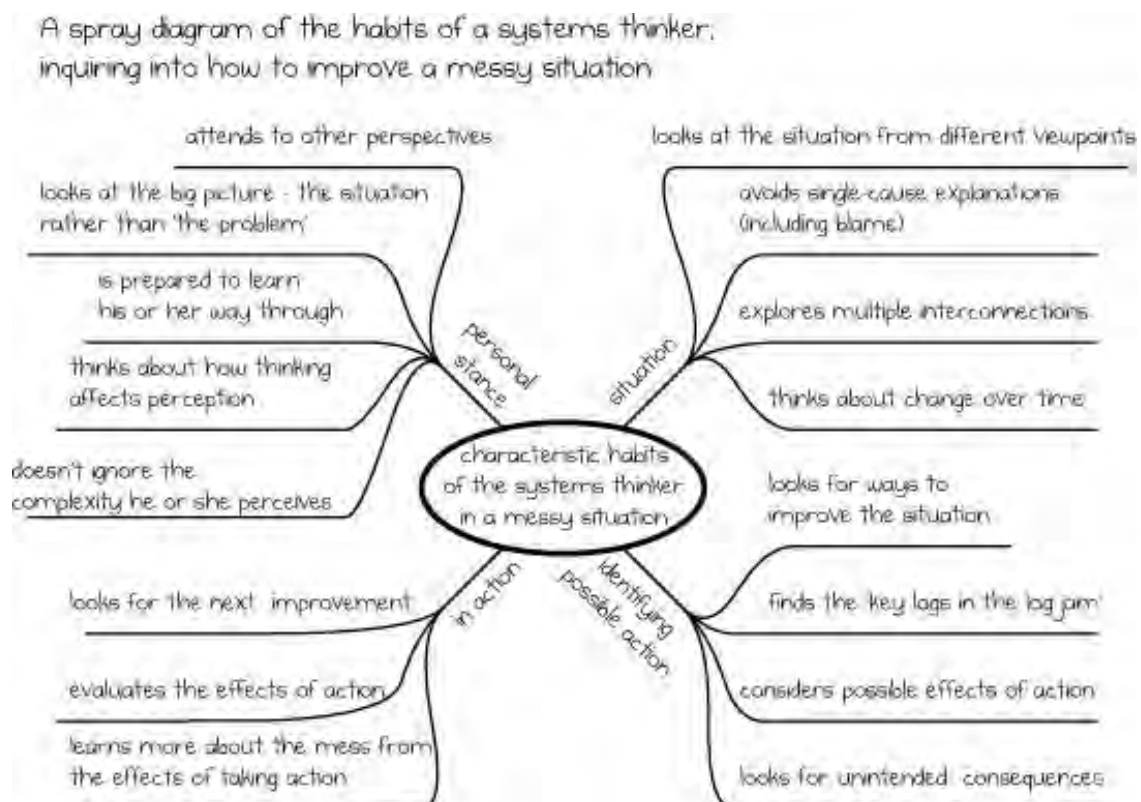 A spray diagram of the habits of a systems thinker;
inquiring into how to improve a messy situation
attends to other perspectives
looks at the big picture - the situation
rather than 'the problem'
is prepared to learn
his or her way through
thinks about how thinking
affects perception
doesn't ignore the
complexity he or she perceives
personal
stance
looks at the situation from different viewpoints
avoids single-cause explanations
(including blame)
explores multiple interconnections
thinks about change over time
situation
characteristic habits
of the systems thinker
in a messy situation
looks for the next improvement
evaluates the effects of action
learns more about the mess from
the effects of taking action
in action
looks for ways to
improve the situation
finds the 'key logs in the log jam'
considers possible effects of action
looks for unintended consequences
identifying
possible action